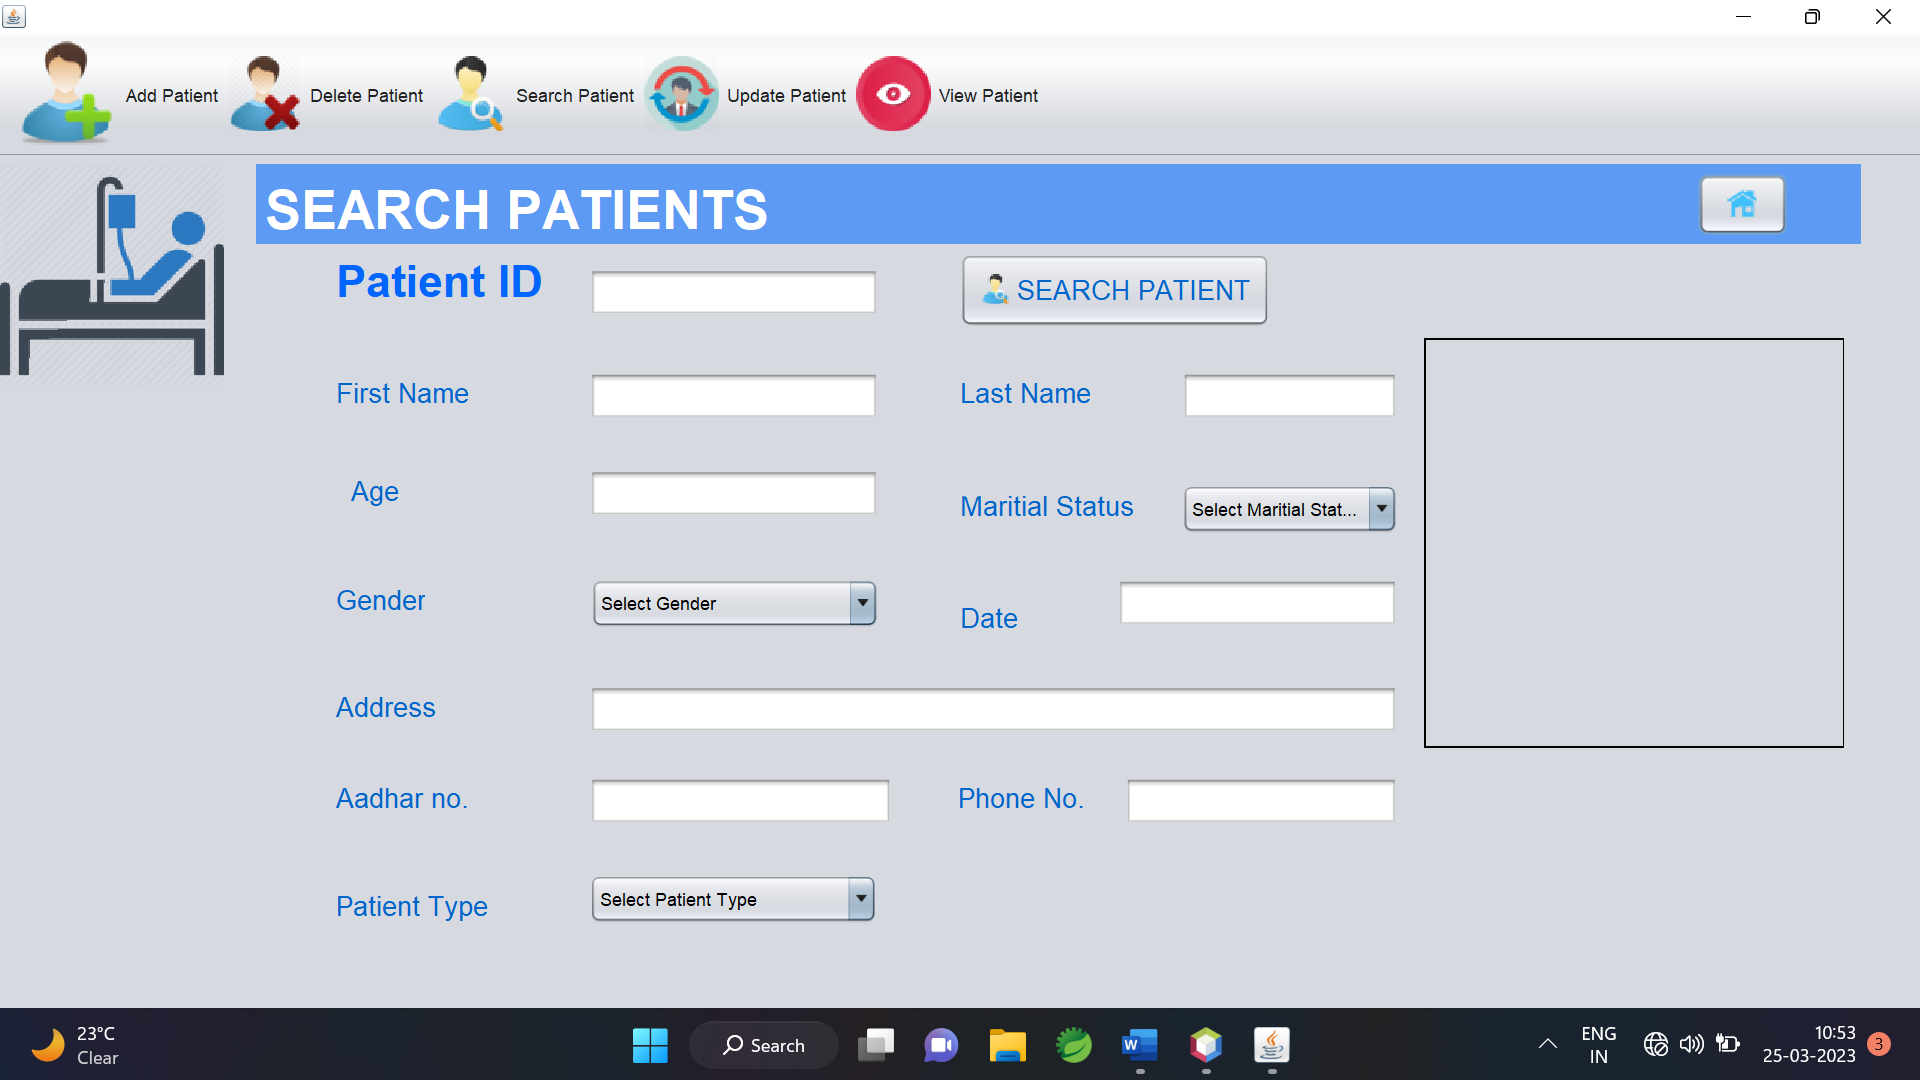 Add Patient Delete Patient Search Patient Update Patient View Patient
SEARCH PATIENTS
Patient ID SEARCH PATIENT
First Name Last Name
Age Maritial Status Select Maritial Stat...
Gender Select Gender Date
Address
Aadhar no. Phone No.
Patient Type Select Patient Type
23°C
Clear
Search
W
ENG
IN
10:53
25-03-2023
3